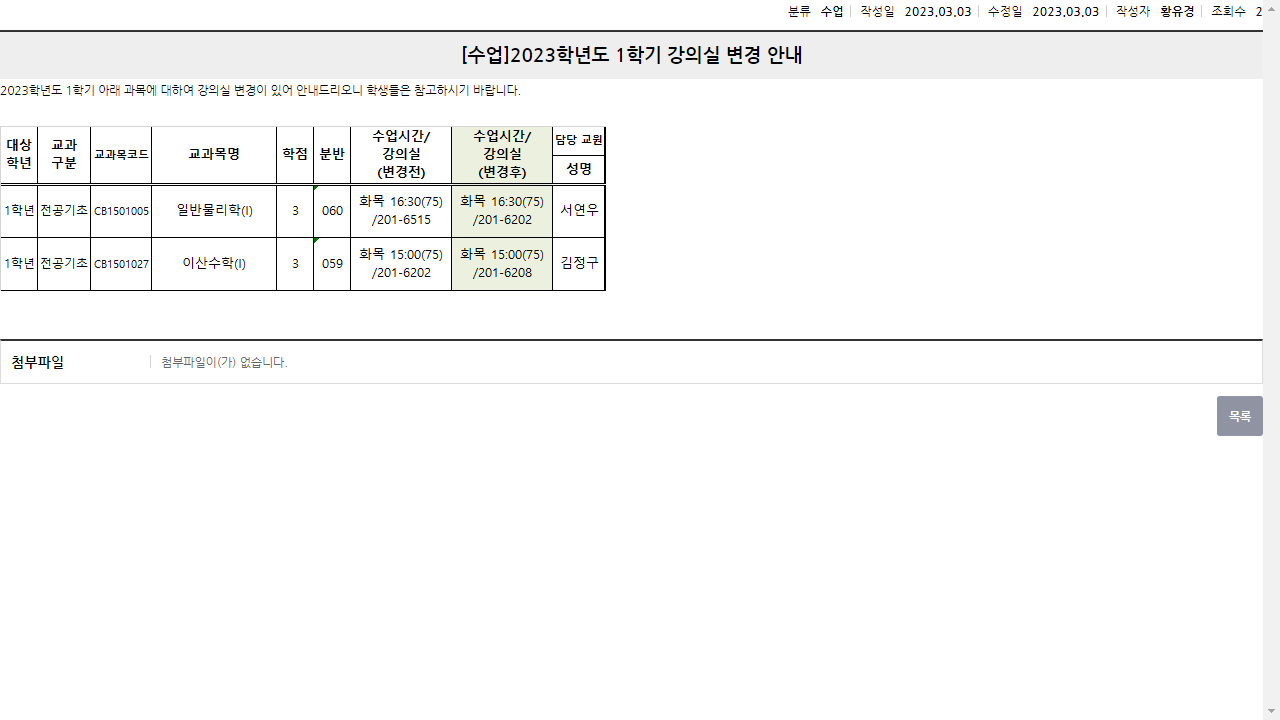 분류 수업 작성일 2023.03.03 수정일 2023.03.03 작성자 황유경 조회수 2
[수업]2023학년도 1학기 강의실 변경 안내
2023학년도 1학기 아래 과목에 대하여 강의실 변경이 있어 안내드리오니 학생들은 참고하시기 바랍니다.
대상 학년 교과 구분 교과목코드 교과목명 학점 분반 수업시간/ 강의실 (변경전) 수업시간/ 강의실 (변경후) 담당 교원 성명
1학년 전공기초 CB1501005 일반물리학(I) 3 060 화목 16:30(75) /201-6515 화목 16:30(75) /201-6202 서연우
1학년 전공기초 CB1501027 이산수학(I) 3 059 화목 15:00(75) /201-6202 화목 15:00(75) /201-6208 김정구
첨부파일 첨부파일이(가) 없습니다.
목록